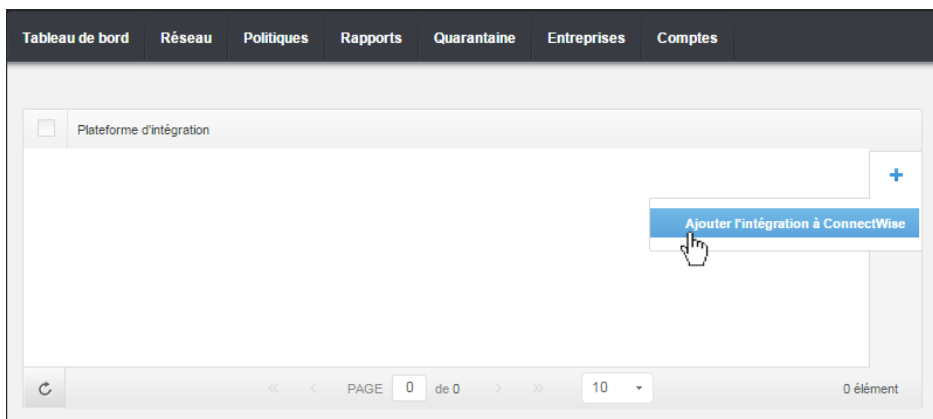 Tableau de bord Réseau Politiques Rapports Quarantaine Entreprises Comptes
Plateforme d'intégration
Ajouter l'intégration à ConnectWise
PAGE 0 de 0 10 0 élément